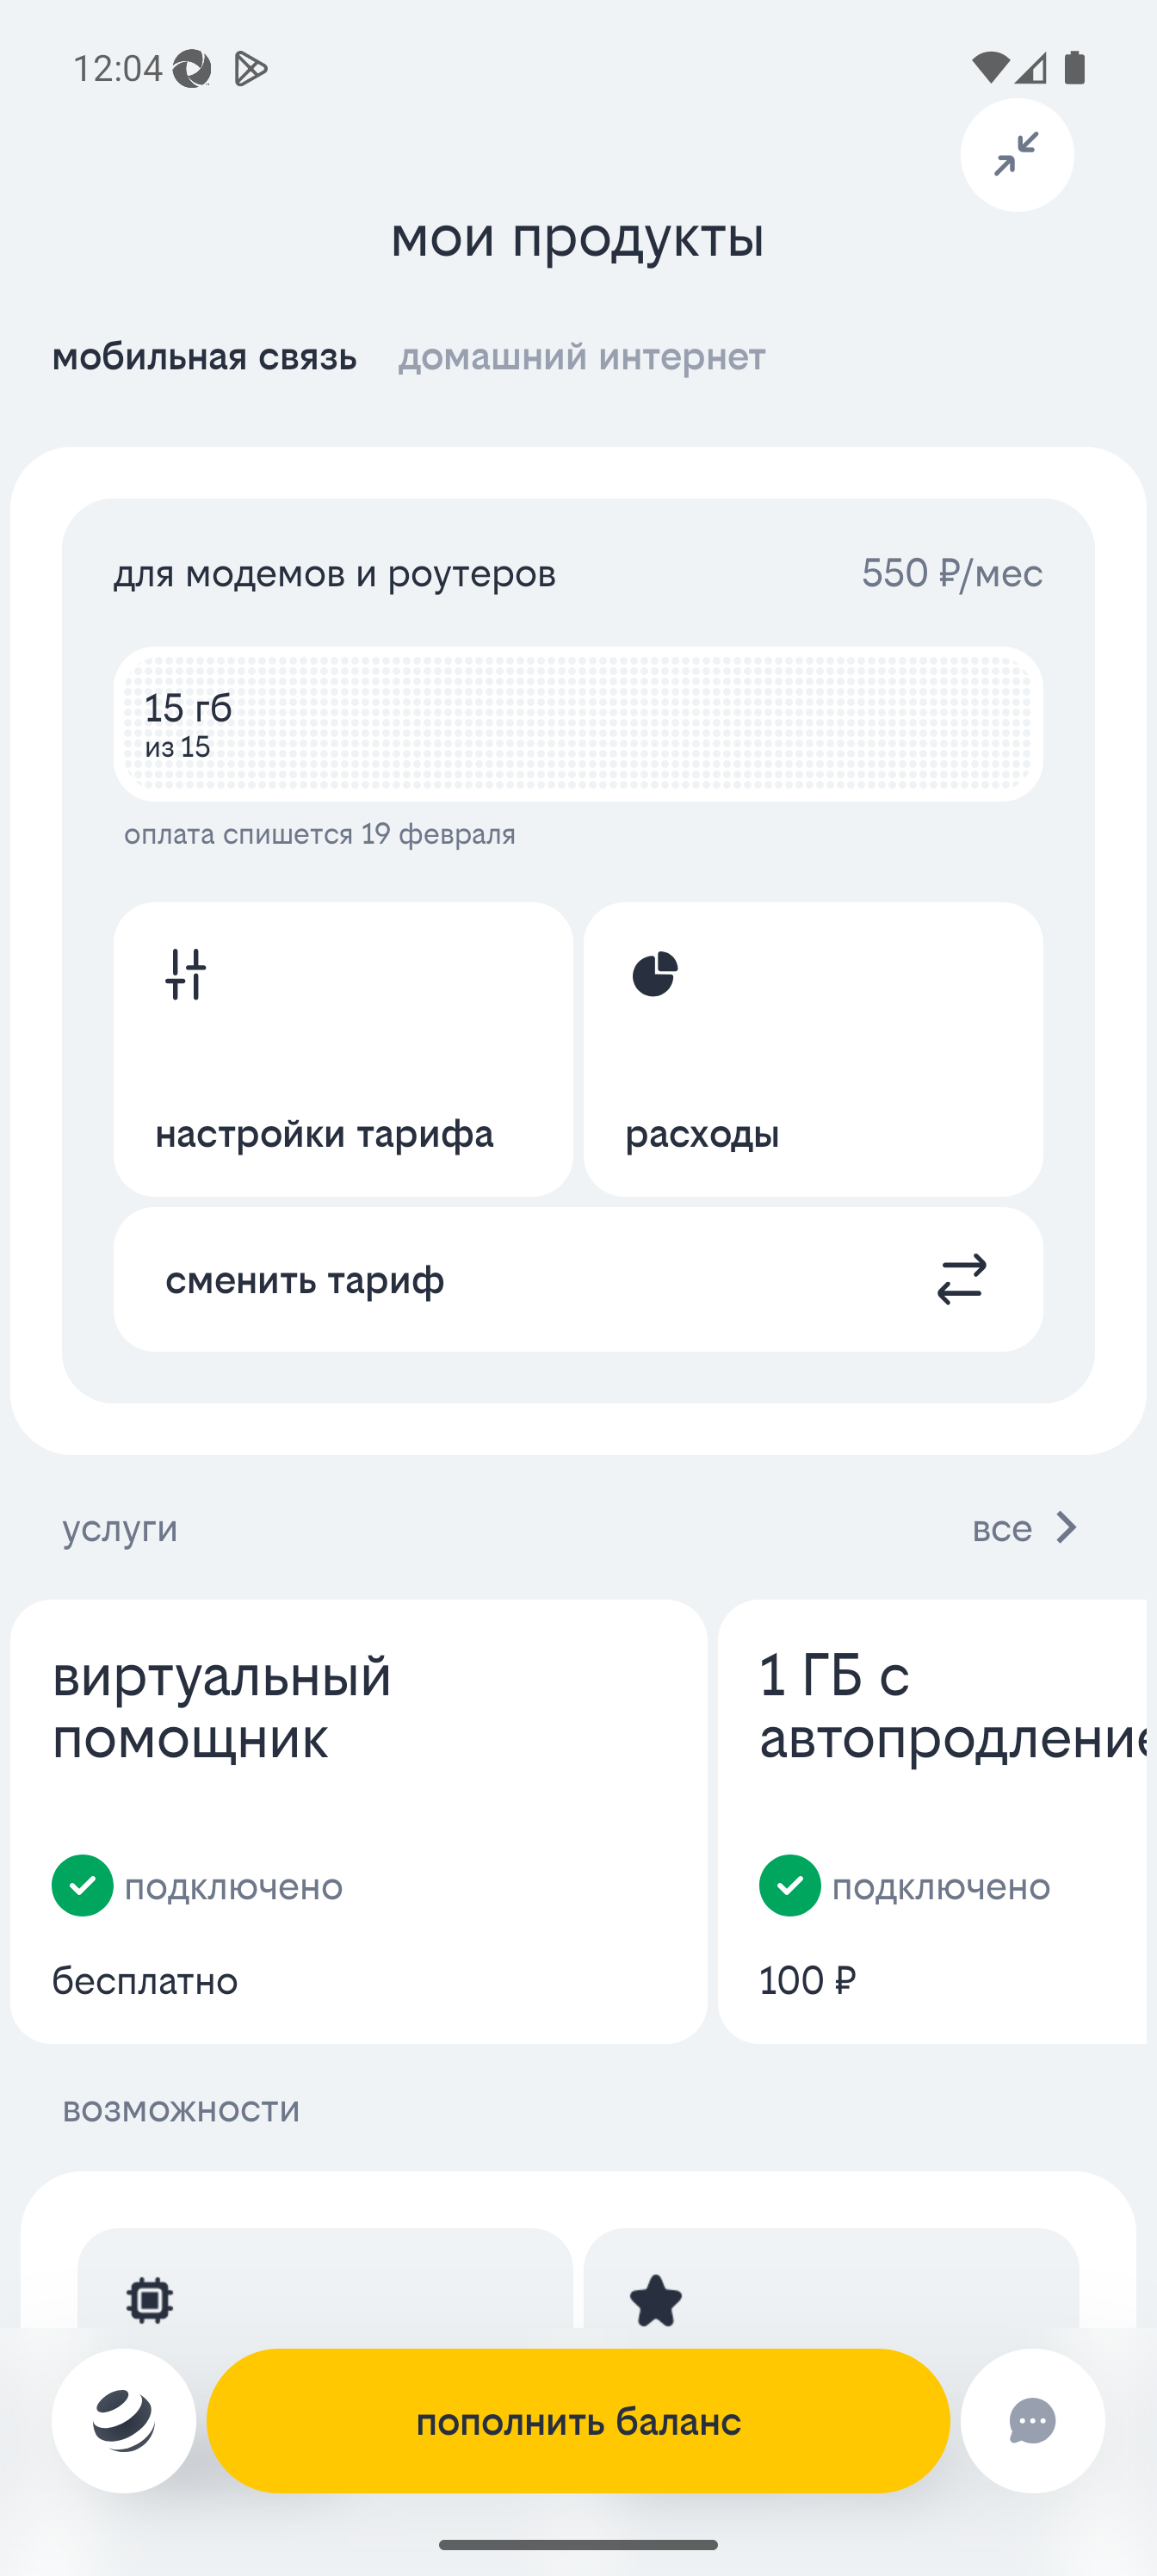 12:04
мои продукты
мобильная связь домашний интернет
для модемов и роутеров 550 ₽/мес
15 гб
из 15
оплата спишется 19 февраля
настройки тарифа расходы
сменить тариф
услуги все
виртуальный
помощник
подключено
бесплатно
1 ГБ с
автопродление
подключено
100 ₽
возможности
пополнить баланс